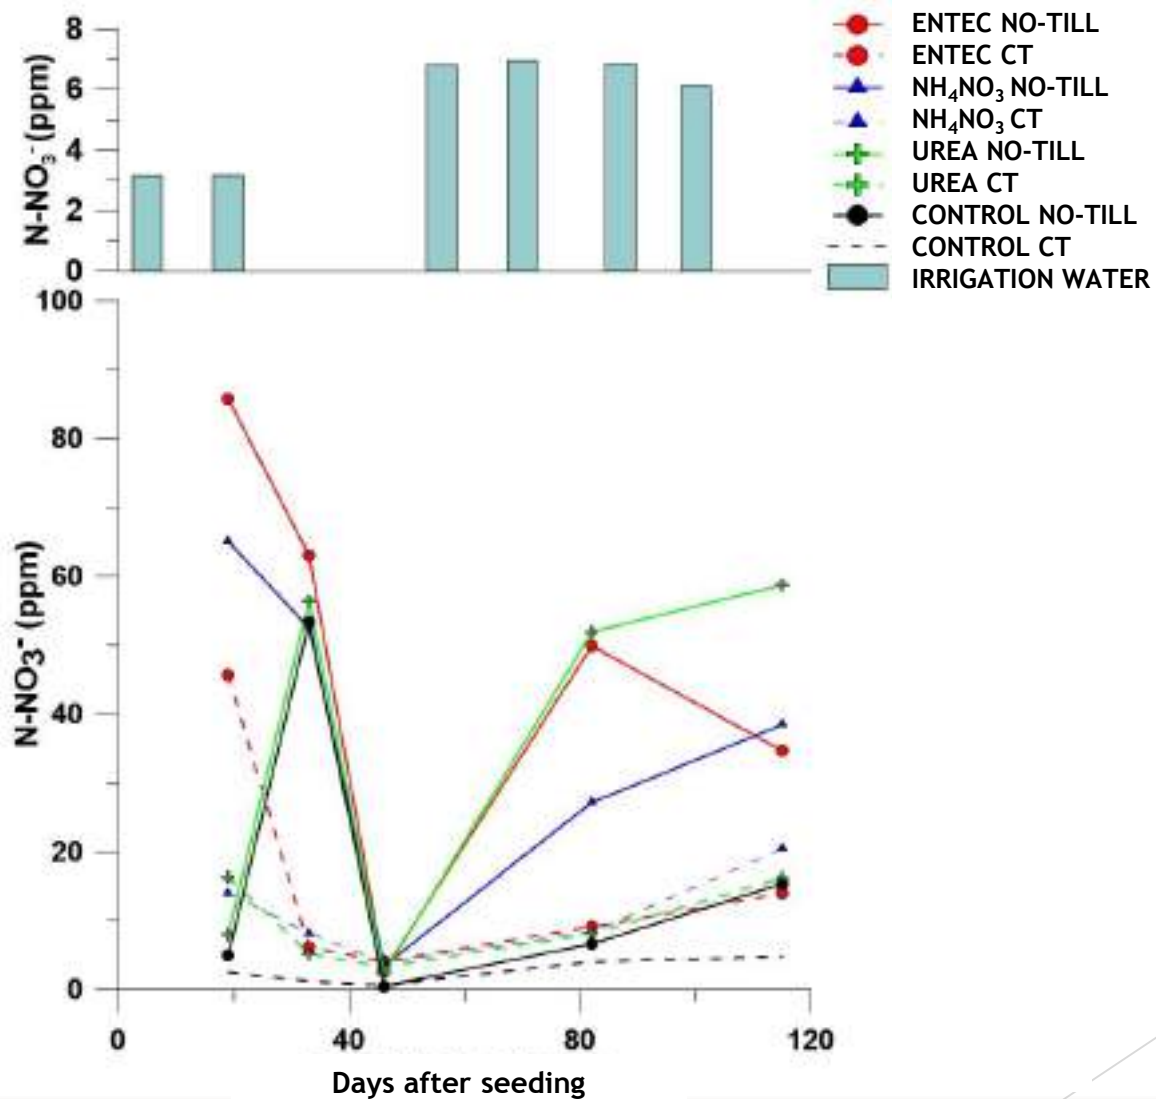 8
6
4
2
0
N-NO₃⁻ (ppm)
ENTEC NO-TILL
ENTEC CT
NH₄NO₃ NO-TILL
NH₄NO₃ CT
UREA NO-TILL
UREA CT
CONTROL NO-TILL
CONTROL CT
IRRIGATION WATER
100
80
60
40
20
0
N-NO3⁻ (ppm)
0 40 80 120
Days after seeding